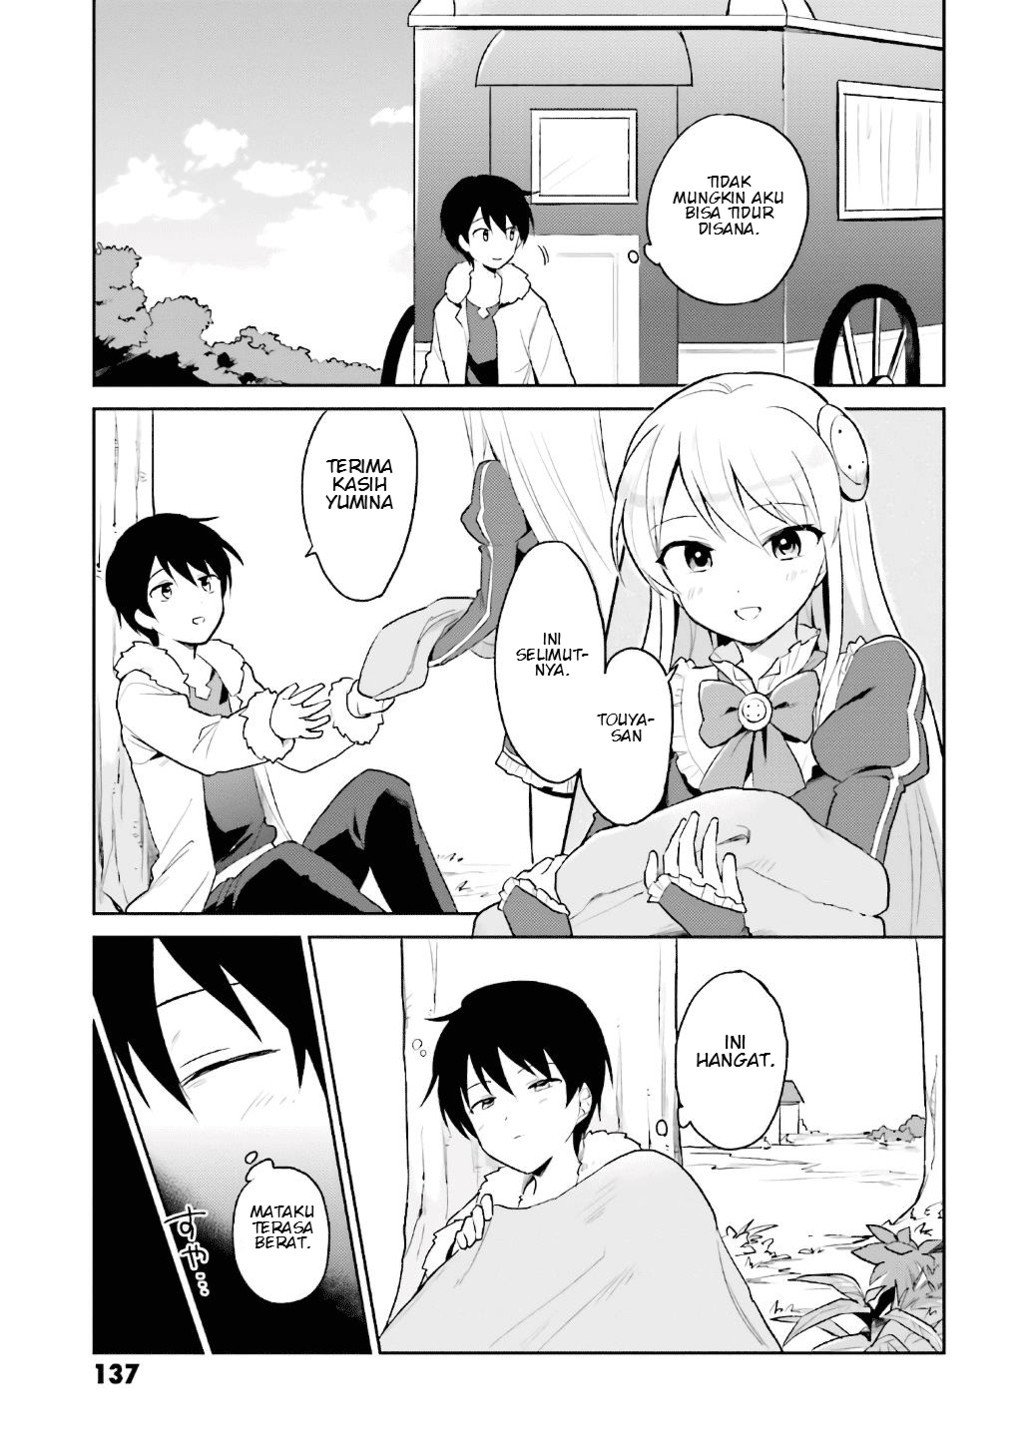 TIDAK
MUNGKIN AKU
BISA TIDUR
DISANA.
TOUYA-
SAN
INI
SELIMUT-
NYA.
TERIMA
KASIH
YUMINA
INI
HANGAT.
MATAKU
TERASA
BERAT.
すや…
137